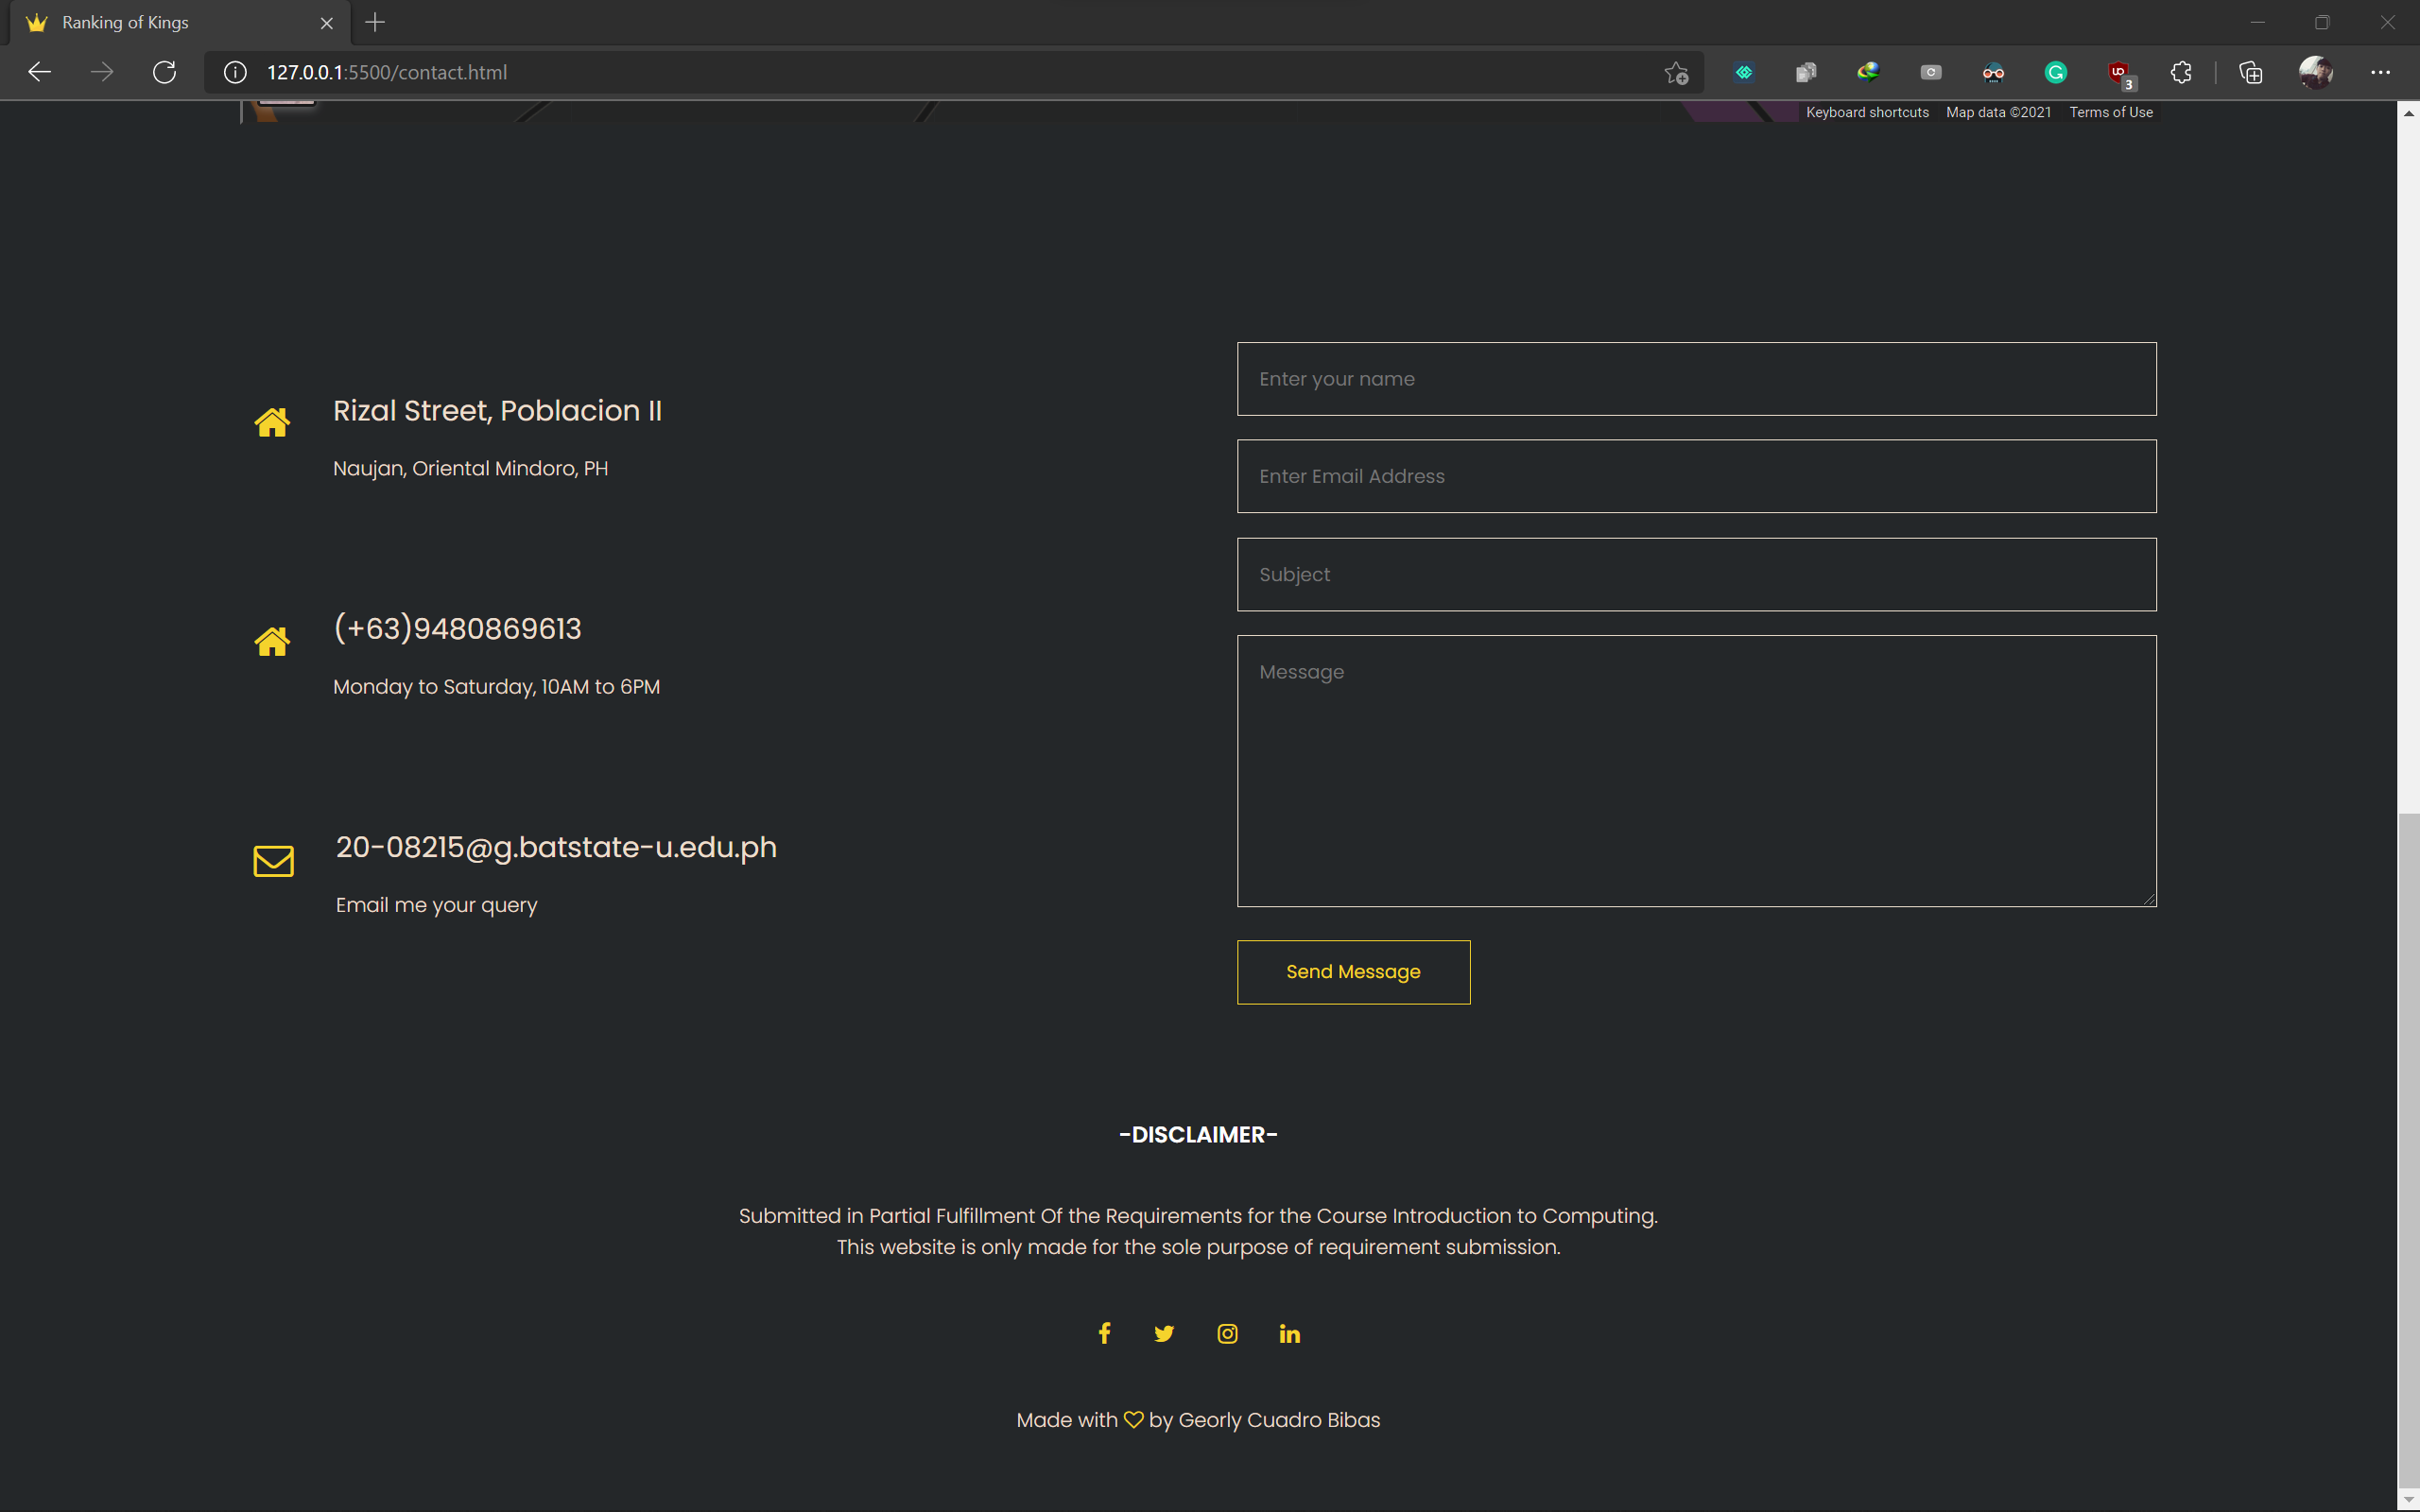 Ranking of Kings
127.0.0.1:5500/contact.html
3
Keyboard shortcuts Map data ©2021 Terms of Use
Rizal Street, Poblacion II
Naujan, Oriental Mindoro, PH
(+63)9480869613
Monday to Saturday, 10AM to 6PM
20-08215@g.batstate-u.edu.ph
Email me your query
Enter your name
Enter Email Address
Subject
Message
Send Message
-DISCLAIMER-
Submitted in Partial Fulfillment Of the Requirements for the Course Introduction to Computing.
This website is only made for the sole purpose of requirement submission.
Made with by Georly Cuadro Bibas